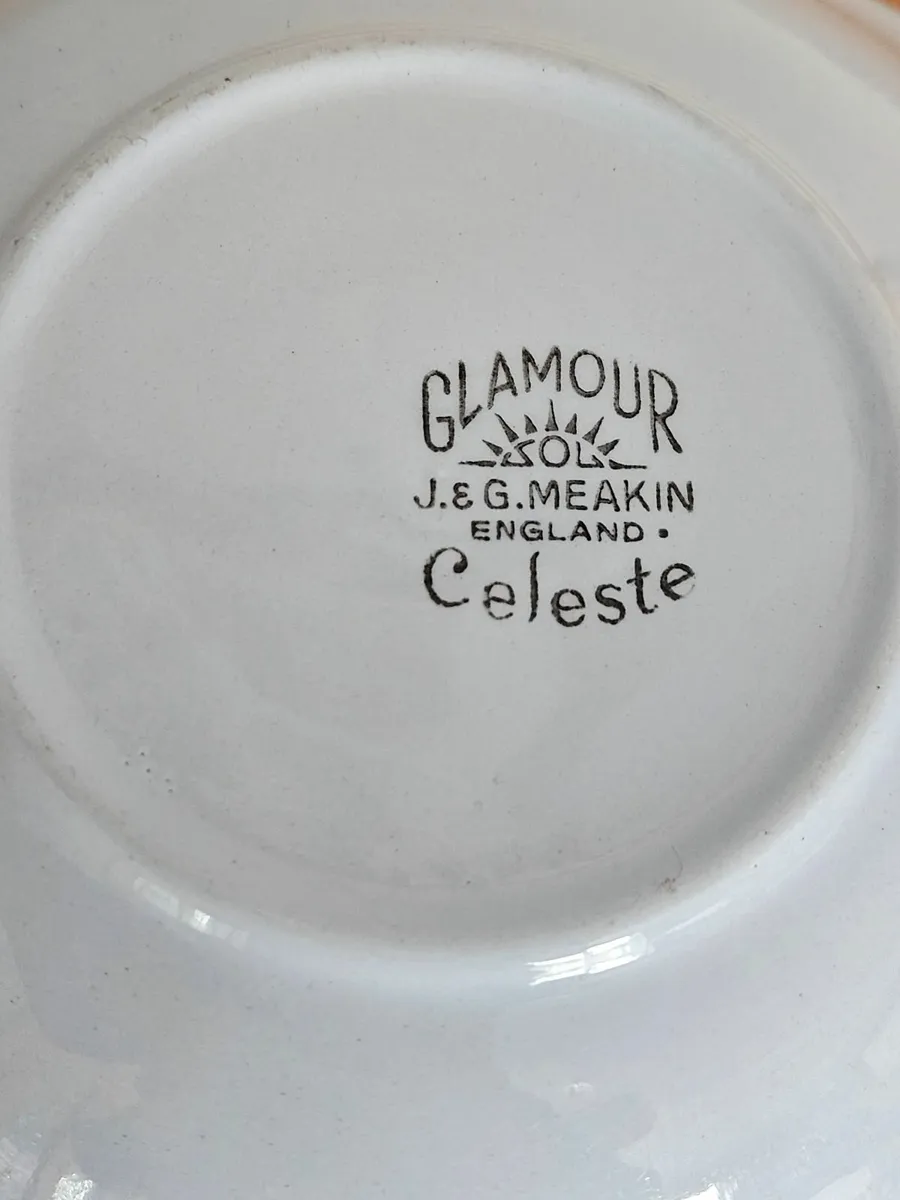 GLAMOUR
SOL
J.&G.MEAKIN
ENGLAND.
Celeste